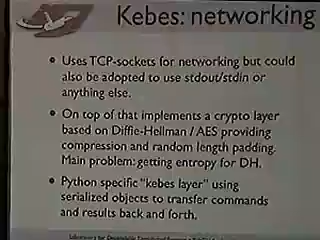 Kebes: networking
• Uses TCP-sockets for networking but could
also be adopted to use stdout/stdin or
anything else.
• On top of that implements a crypto layer
based on Diffie-Hellman / AES providing
compression and random length padding.
Main problem: getting entropy for DH.
• Python specific "kebes layer" using
serialized objects to transfer commands
and results back and forth.